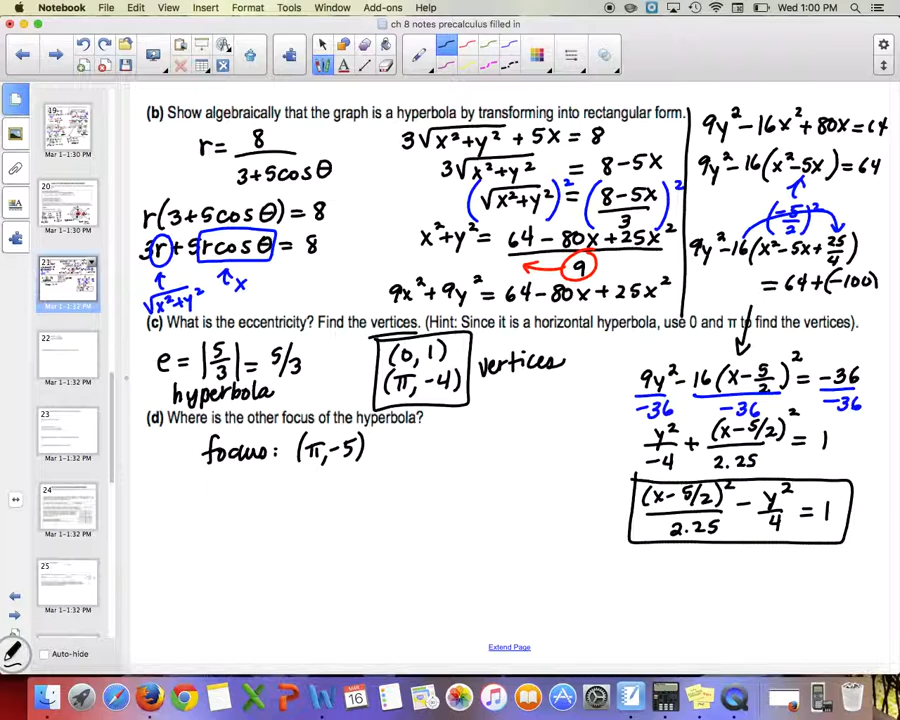 Notebook File Edit View Insert Format Tools Window Add-ons Help Wed 1:00 PM
ch 8 notes precalculus filled in
19
Mar 1–1:30 PM
20
Mar 1–1:30 PM
21
Mar 1–1:32 PM
22
Mar 1–1:32 PM
23
Mar 1–1:32 PM
24
Mar 1–1:32 PM
25
Mar 1–1:32 PM
Auto-hide
(b) Show algebraically that the graph is a hyperbola by transforming into rectangular form.
r = 8 / 3+5cosθ
r(3+5cosθ) = 8
3r + 5rcosθ = 8
√x²+y² x
3√x²+y² + 5x = 8
3√x²+y² = 8-5x
(√x²+y²)² = (8-5x / 3)²
x²+y² = 64-80x+25x² / 9
9x²+9y² = 64-80x+25x²
9y²-16x²+80x=64
9y²-16(x²-5x)=64
(-5/2)²
9y²-16(x²-5x+25/4)
= 64+(-100)
(c) What is the eccentricity? Find the vertices. (Hint: Since it is a horizontal hyperbola, use 0 and π to find the vertices).
e = |5/3| = 5/3
hyperbola
(0, 1)
(π, -4)
vertices
9y² - 16(x-5/2)² = -36
-36 -36 -36
y²/-4 + (x-5/2)²/2.25 = 1
(x-5/2)²/2.25 - y²/4 = 1
(d) Where is the other focus of the hyperbola?
focus: (π,-5)
Extend Page